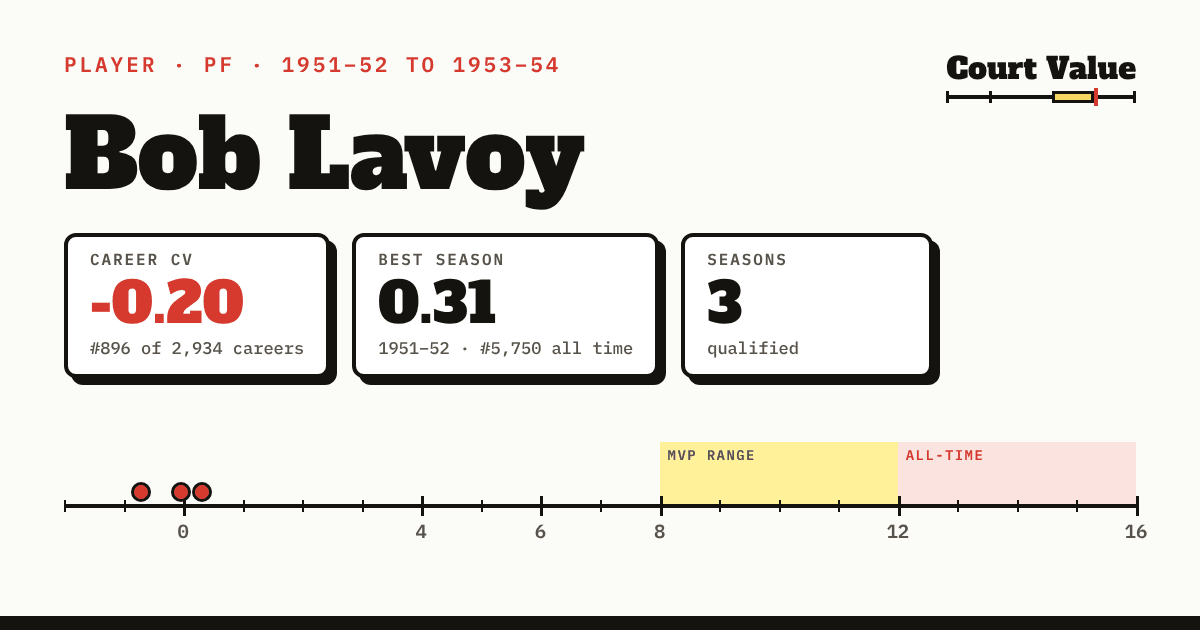 PLAYER · PF · 1951–52 TO 1953–54
Court Value
Bob Lavoy
CAREER CV
-0.20
#896 of 2,934 careers
BEST SEASON
0.31
1951–52 · #5,750 all time
SEASONS
3
qualified
MVP RANGE
ALL-TIME
0 4 6 8 12 16